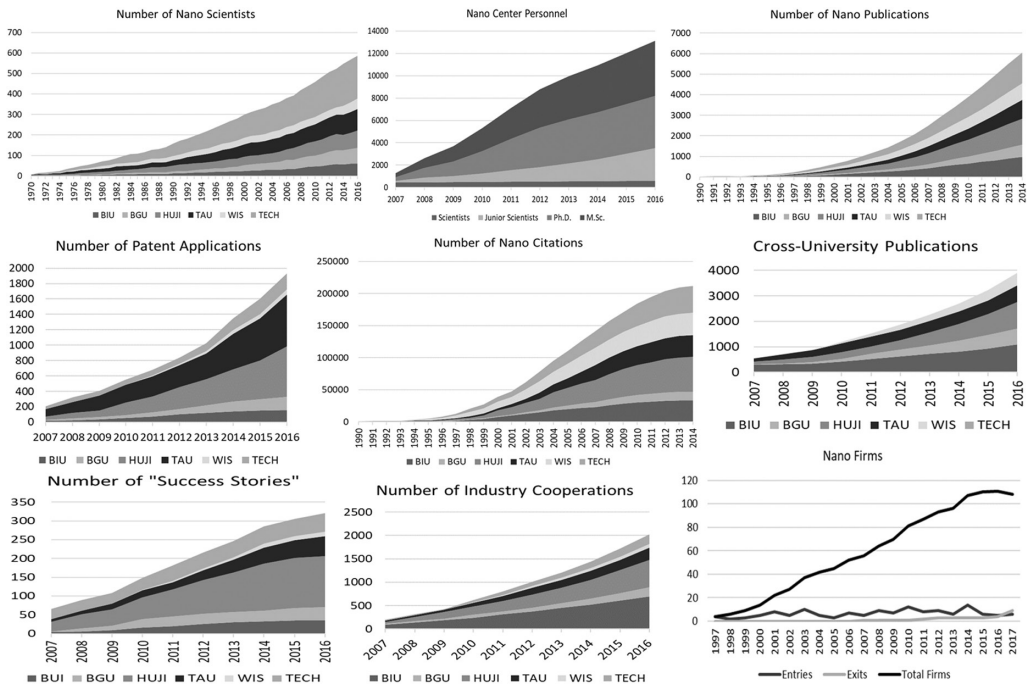 Number of Nano Scientists
700
600
500
400
300
200
100
0
1970 1972 1974 1976 1978 1980 1982 1984 1986 1988 1990 1992 1994 1996 1998 2000 2002 2004 2006 2008 2010 2012 2014 2016
BIU BGU HUJI TAU WIS TECH
Nano Center Personnel
14000
12000
10000
8000
6000
4000
2000
0
2007 2008 2009 2010 2011 2012 2013 2014 2015 2016
Scientists Junior Scientists Ph.D. M.Sc.
Number of Nano Publications
7000
6000
5000
4000
3000
2000
1000
0
1990 1991 1992 1993 1994 1995 1996 1997 1998 1999 2000 2001 2002 2003 2004 2005 2006 2007 2008 2009 2010 2011 2012 2013 2014
BIU BGU HUJI TAU WIS TECH
Number of Patent Applications
2000
1800
1600
1400
1200
1000
800
600
400
200
0
2007 2008 2009 2010 2011 2012 2013 2014 2015 2016
BIU BGU HUJI TAU WIS TECH
Number of Nano Citations
250000
200000
150000
100000
50000
0
1990 1991 1992 1993 1994 1995 1996 1997 1998 1999 2000 2001 2002 2003 2004 2005 2006 2007 2008 2009 2010 2011 2012 2013 2014
BIU BGU HUJI TAU WIS TECH
Cross-University Publications
4000
3000
2000
1000
0
2007 2008 2009 2010 2011 2012 2013 2014 2015 2016
BIU BGU HUJI TAU WIS TECH
Number of "Success Stories"
350
300
250
200
150
100
50
0
2007 2008 2009 2010 2011 2012 2013 2014 2015 2016
BUI BGU HUJI TAU WIS TECH
Number of Industry Cooperations
2500
2000
1500
1000
500
0
2007 2008 2009 2010 2011 2012 2013 2014 2015 2016
BIU BGU HUJI TAU WIS TECH
Nano Firms
120
100
80
60
40
20
0
1997 1998 1999 2000 2001 2002 2003 2004 2005 2006 2007 2008 2009 2010 2011 2012 2013 2014 2015 2016 2017
Entries Exits Total Firms